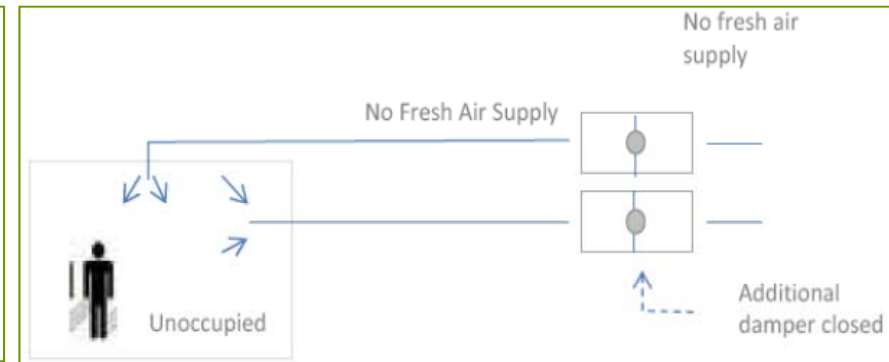 No fresh air
supply
No Fresh Air Supply
Unoccupied
Additional
damper closed